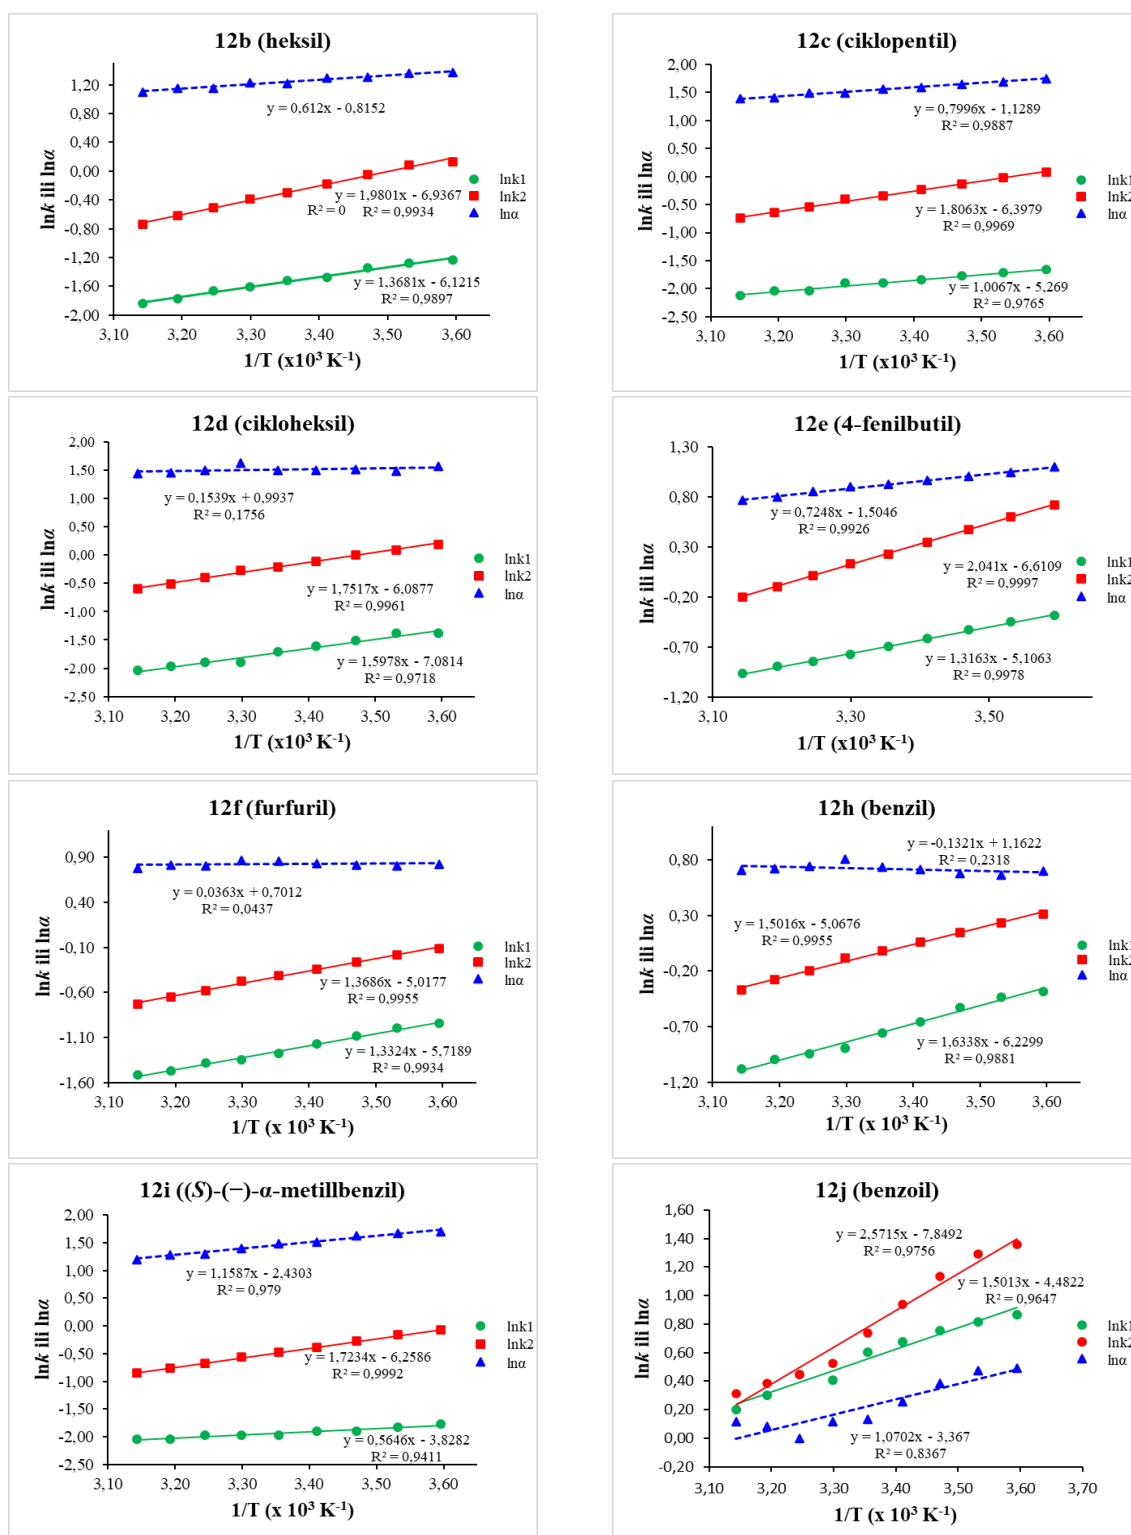 12b (heksil)
lnk ili lnα
1,20
0,80
0,40
0,00
-0,40
-0,80
-1,20
-1,60
-2,00
y = 0,612x - 0,8152
y = 1,9801x - 6,9367
R² = 0
R² = 0,9934
y = 1,3681x - 6,1215
R² = 0,9897
lnk1
lnk2
lnα
3,10 3,20 3,30 3,40 3,50 3,60
1/T (x10³ K⁻¹)
12c (ciklopentil)
lnk ili lnα
2,00
1,50
1,00
0,50
0,00
-0,50
-1,00
-1,50
-2,00
-2,50
y = 0,7996x - 1,1289
R² = 0,9887
y = 1,8063x - 6,3979
R² = 0,9969
y = 1,0067x - 5,269
R² = 0,9765
lnk1
lnk2
lnα
3,10 3,20 3,30 3,40 3,50 3,60
1/T (x10³ K⁻¹)
12d (cikloheksil)
lnk ili lnα
2,00
1,50
1,00
0,50
0,00
-0,50
-1,00
-1,50
-2,00
-2,50
y = 0,1539x + 0,9937
R² = 0,1756
y = 1,7517x - 6,0877
R² = 0,9961
y = 1,5978x - 7,0814
R² = 0,9718
lnk1
lnk2
lnα
3,10 3,20 3,30 3,40 3,50 3,60
1/T (x10³ K⁻¹)
12e (4-fenilbutil)
lnk ili lnα
1,30
0,80
0,30
-0,20
-0,70
-1,20
y = 0,7248x - 1,5046
R² = 0,9926
y = 2,041x - 6,6109
R² = 0,9997
y = 1,3163x - 5,1063
R² = 0,9978
lnk1
lnk2
lnα
3,10 3,30 3,50
1/T (x10³ K⁻¹)
12f (furfuril)
lnk ili lnα
0,90
0,40
-0,10
-0,60
-1,10
-1,60
y = 0,0363x + 0,7012
R² = 0,0437
y = 1,3686x - 5,0177
R² = 0,9955
y = 1,3324x - 5,7189
R² = 0,9934
lnk1
lnk2
lnα
3,10 3,20 3,30 3,40 3,50 3,60
1/T (x 10³ K⁻¹)
12h (benzil)
lnk ili lnα
0,80
0,30
-0,20
-0,70
-1,20
y = -0,1321x + 1,1622
R² = 0,2318
y = 1,5016x - 5,0676
R² = 0,9955
y = 1,6338x - 6,2299
R² = 0,9881
lnk1
lnk2
lnα
3,10 3,20 3,30 3,40 3,50 3,60
1/T (x 10³ K⁻¹)
12i ((S)-(−)-α-metillbenzil)
lnk ili lnα
2,00
1,50
1,00
0,50
0,00
-0,50
-1,00
-1,50
-2,00
-2,50
y = 1,1587x - 2,4303
R² = 0,979
y = 1,7234x - 6,2586
R² = 0,9992
y = 0,5646x - 3,8282
R² = 0,9411
lnk1
lnk2
lnα
3,10 3,20 3,30 3,40 3,50 3,60
1/T (x 10³ K⁻¹)
12j (benzoil)
lnk ili lnα
1,60
1,40
1,20
1,00
0,80
0,60
0,40
0,20
0,00
-0,20
y = 2,5715x - 7,8492
R² = 0,9756
y = 1,5013x - 4,4822
R² = 0,9647
y = 1,0702x - 3,367
R² = 0,8367
lnk1
lnk2
lnα
3,10 3,20 3,30 3,40 3,50 3,60 3,70
1/T (x 10³ K⁻¹)